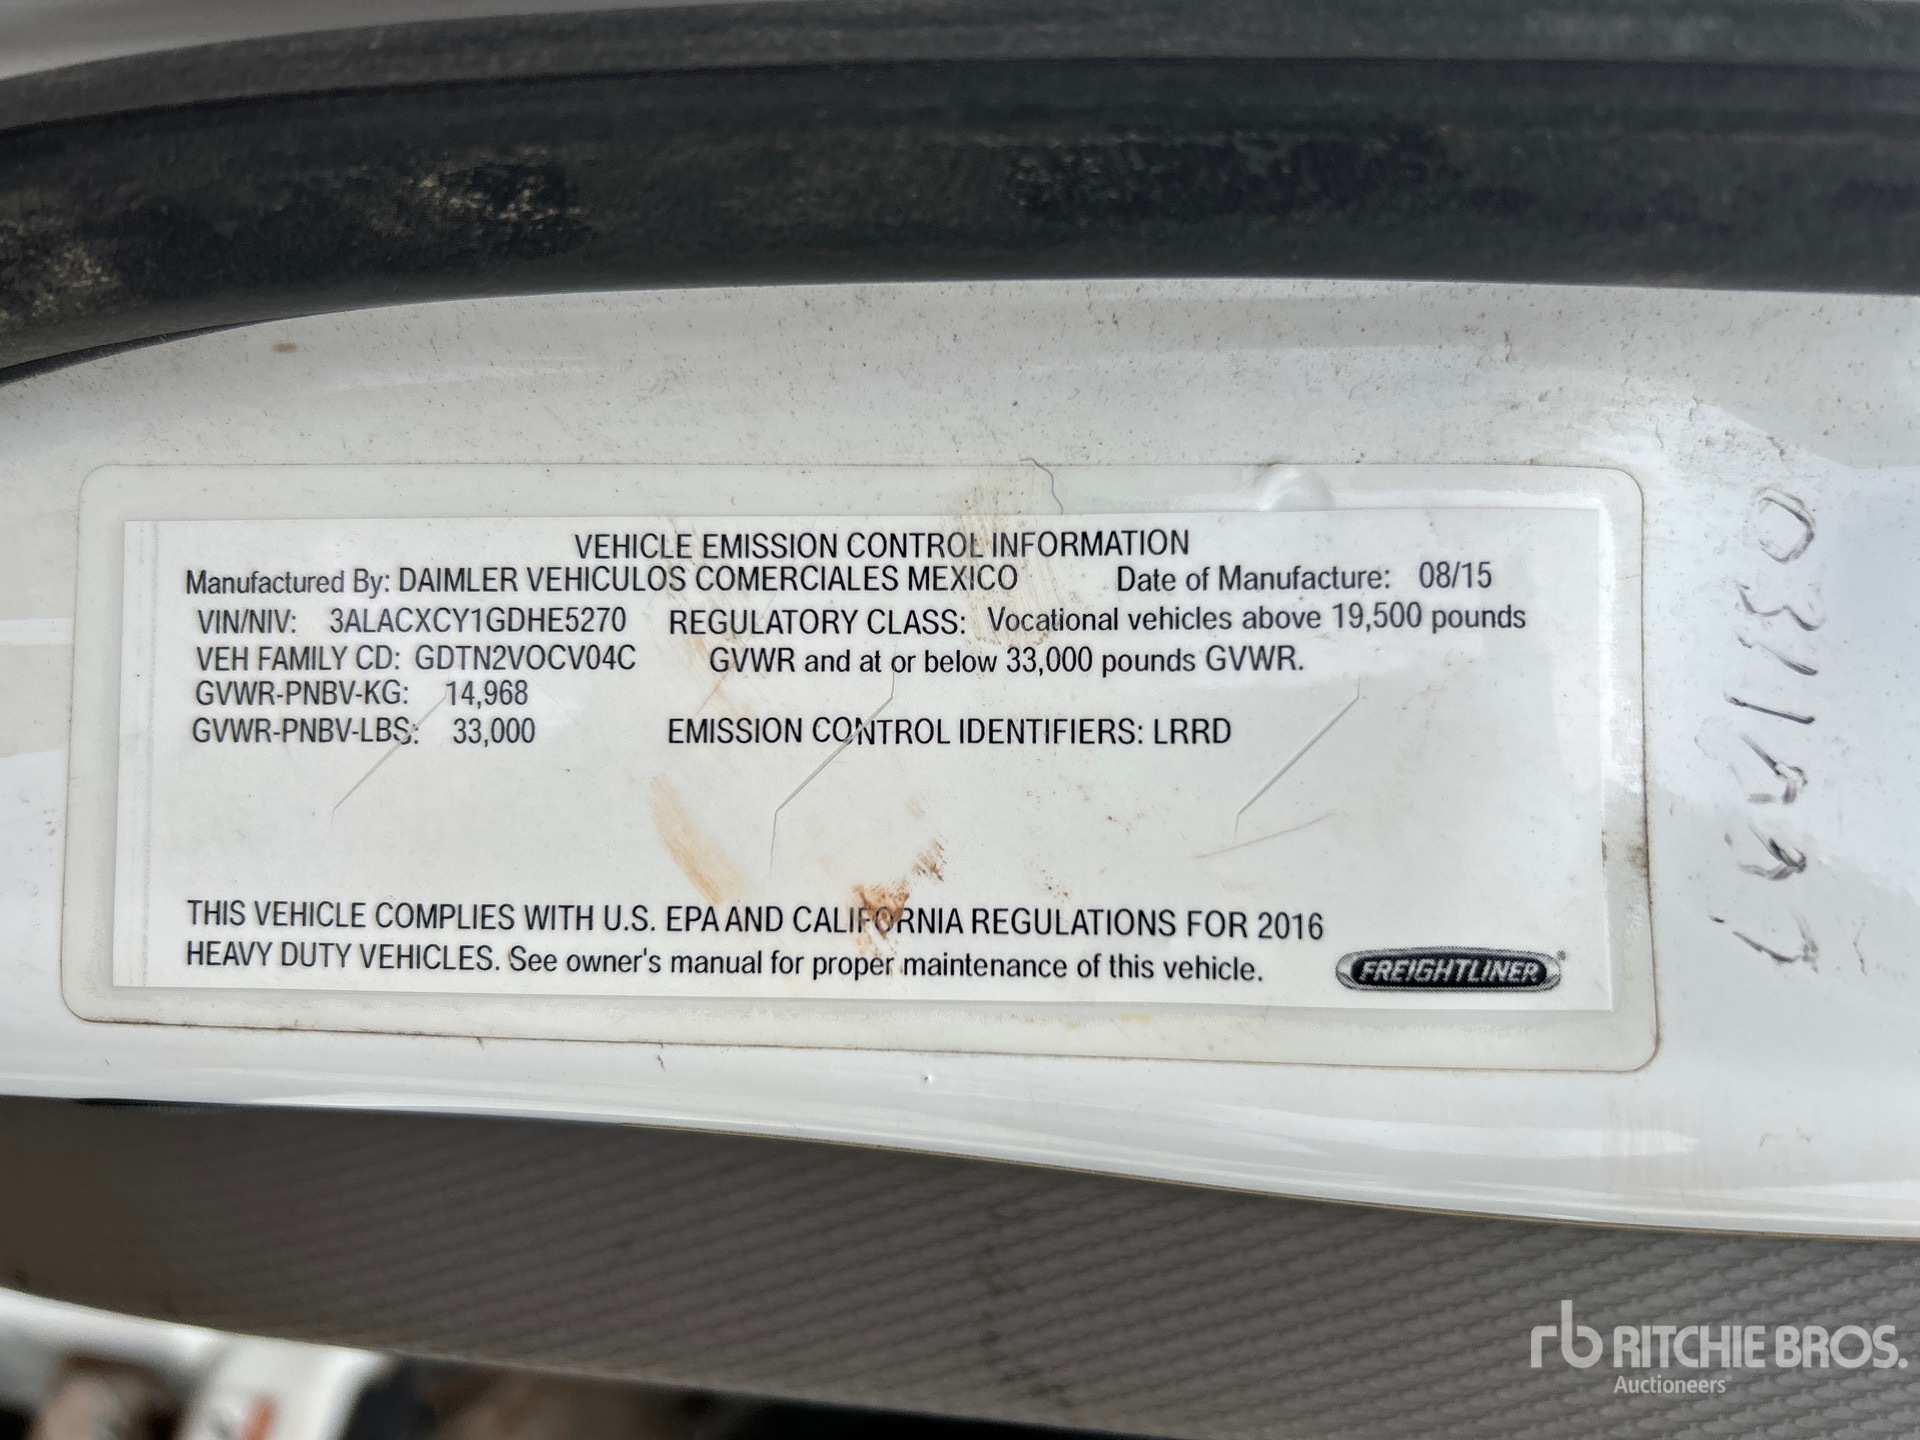 VEHICLE EMISSION CONTROL INFORMATION
Manufactured By: DAIMLER VEHICULOS COMERCIALES MEXICO Date of Manufacture: 08/15
VIN/NIV: 3ALACXCY1GDHE5270 REGULATORY CLASS: Vocational vehicles above 19,500 pounds
VEH FAMILY CD: GDTN2VOCV04C GVWR and at or below 33,000 pounds GVWR.
GVWR-PNBV-KG: 14,968
GVWR-PNBV-LBS: 33,000 EMISSION CONTROL IDENTIFIERS: LRRD
THIS VEHICLE COMPLIES WITH U.S. EPA AND CALIFORNIA REGULATIONS FOR 2016
HEAVY DUTY VEHICLES. See owner's manual for proper maintenance of this vehicle.
FREIGHTLINER®
rb RITCHIE BROS.
Auctioneers